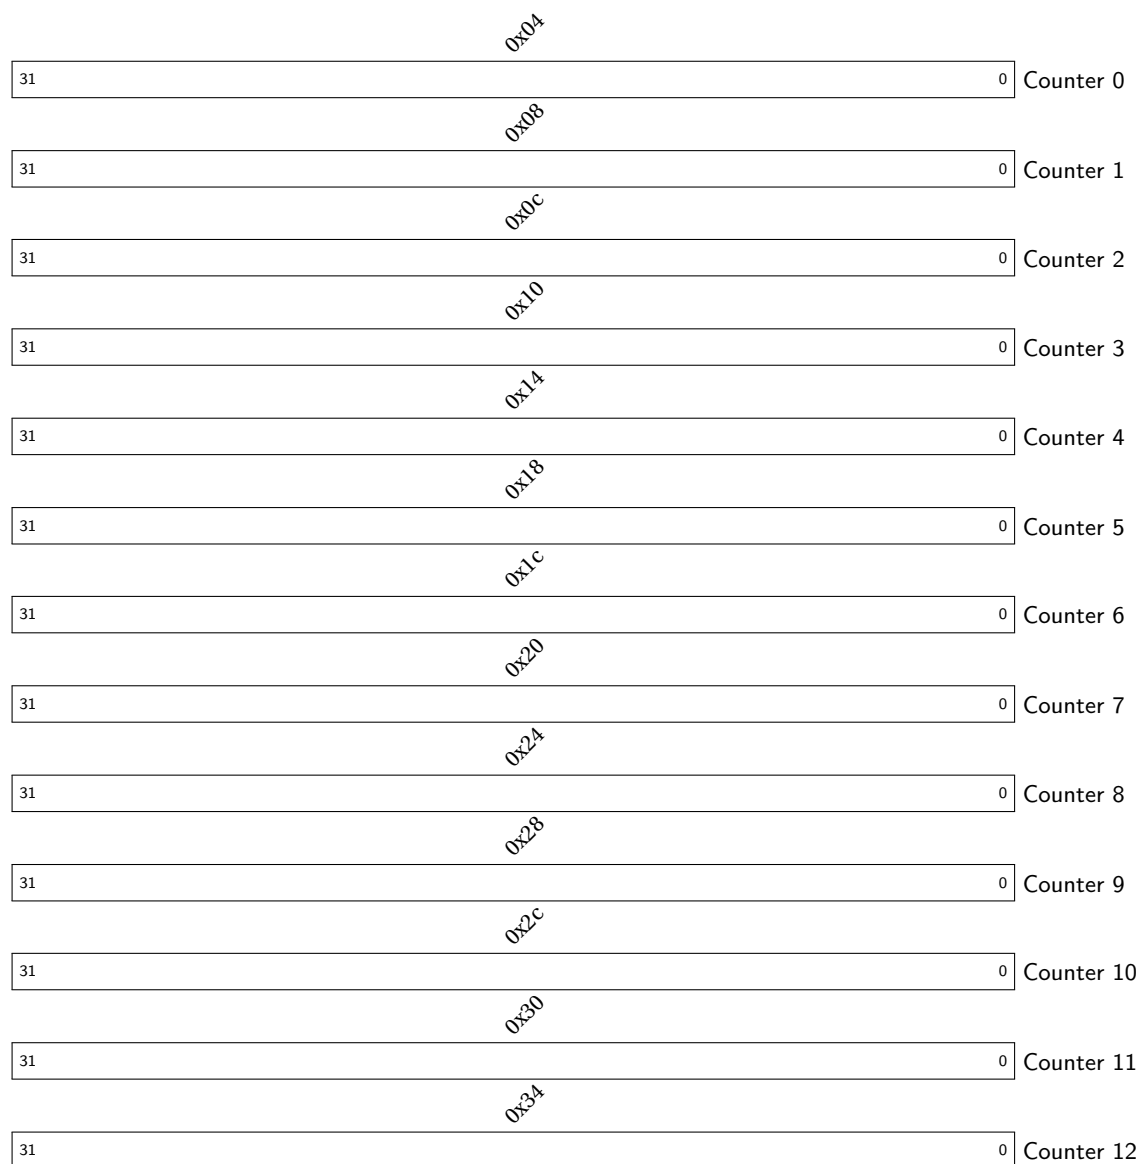 0x04
31 0 Counter 0
0x08
31 0 Counter 1
0x0c
31 0 Counter 2
0x10
31 0 Counter 3
0x14
31 0 Counter 4
0x18
31 0 Counter 5
0x1c
31 0 Counter 6
0x20
31 0 Counter 7
0x24
31 0 Counter 8
0x28
31 0 Counter 9
0x2c
31 0 Counter 10
0x30
31 0 Counter 11
0x34
31 0 Counter 12